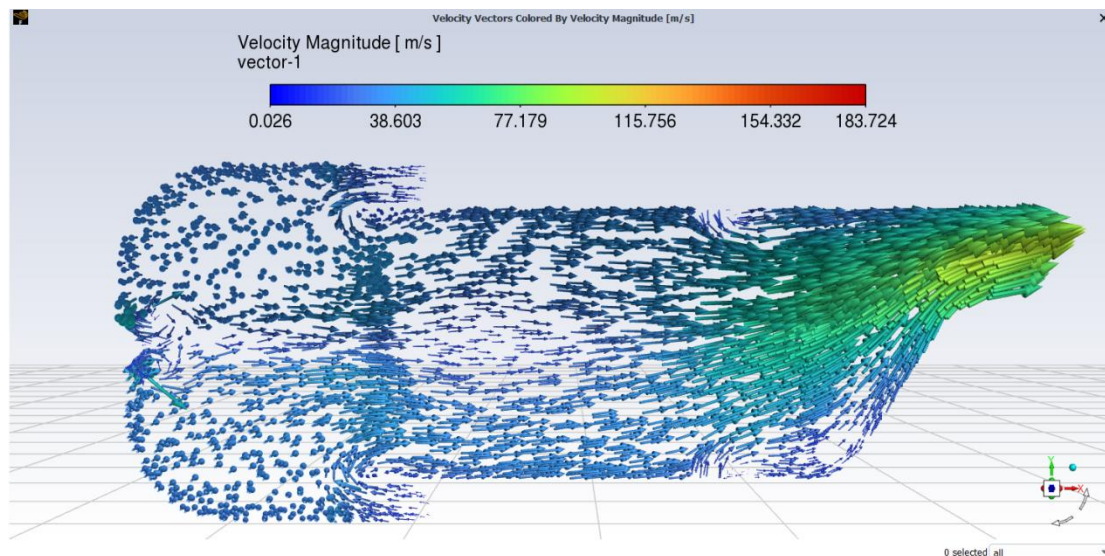 Velocity Vectors Colored By Velocity Magnitude [m/s]
Velocity Magnitude [ m/s ]
vector-1
0.026 38.603 77.179 115.756 154.332 183.724
Y
X
0 selected all